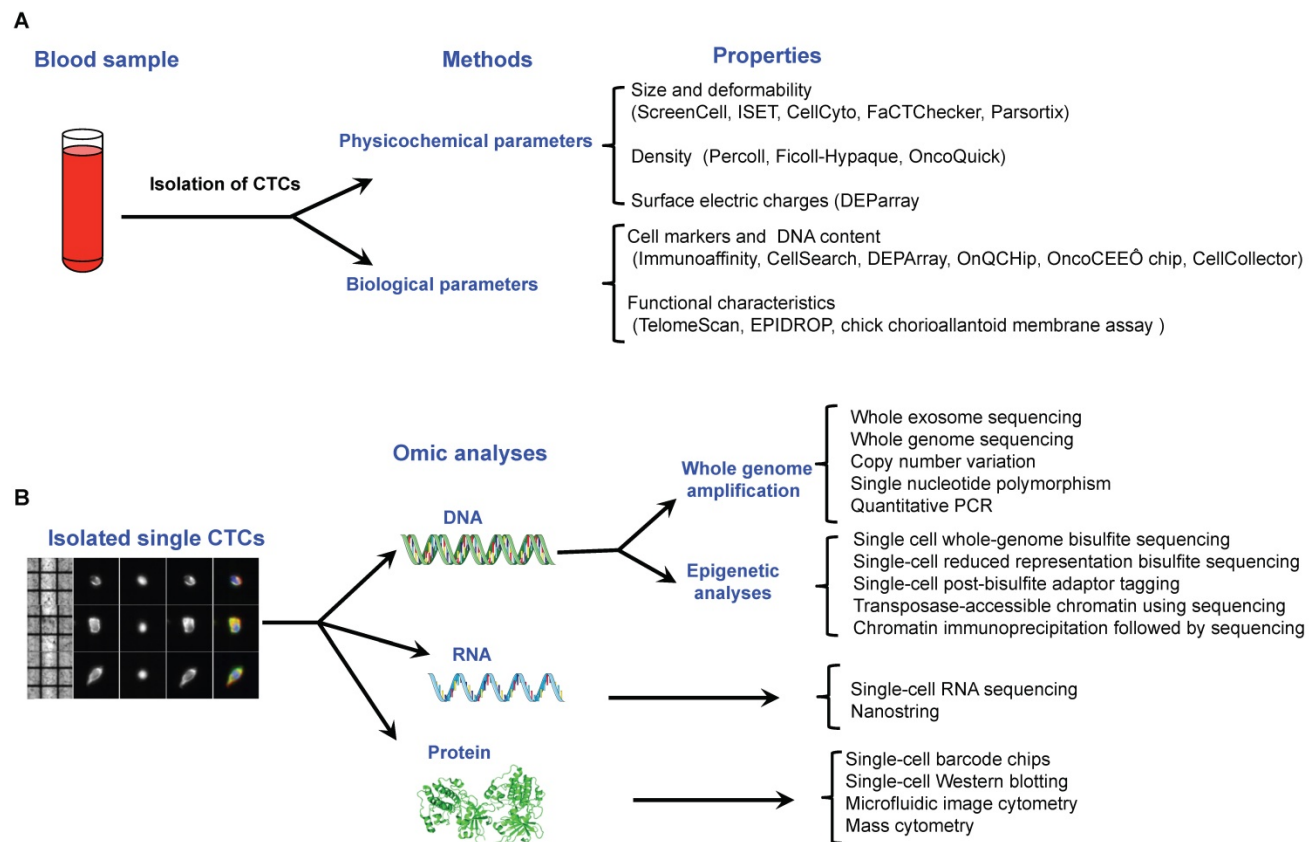 A
Blood sample
Methods
Properties
Isolation of CTCs
Physicochemical parameters
Size and deformability
(ScreenCell, ISET, CellCyto, FaCTChecker, Parsortix)
Density (Percoll, Ficoll-Hypaque, OncoQuick)
Surface electric charges (DEParray
Biological parameters
Cell markers and DNA content
(Immunoaffinity, CellSearch, DEPArray, OnQCHip, OncoCEEÔ chip, CellCollector)
Functional characteristics
(TelomeScan, EPIDROP, chick chorioallantoid membrane assay )
B
Isolated single CTCs
Omic analyses
DNA
Whole genome
amplification
Whole exosome sequencing
Whole genome sequencing
Copy number variation
Single nucleotide polymorphism
Quantitative PCR
Epigenetic
analyses
Single cell whole-genome bisulfite sequencing
Single-cell reduced representation bisulfite sequencing
Single-cell post-bisulfite adaptor tagging
Transposase-accessible chromatin using sequencing
Chromatin immunoprecipitation followed by sequencing
RNA
Single-cell RNA sequencing
Nanostring
Protein
Single-cell barcode chips
Single-cell Western blotting
Microfluidic image cytometry
Mass cytometry